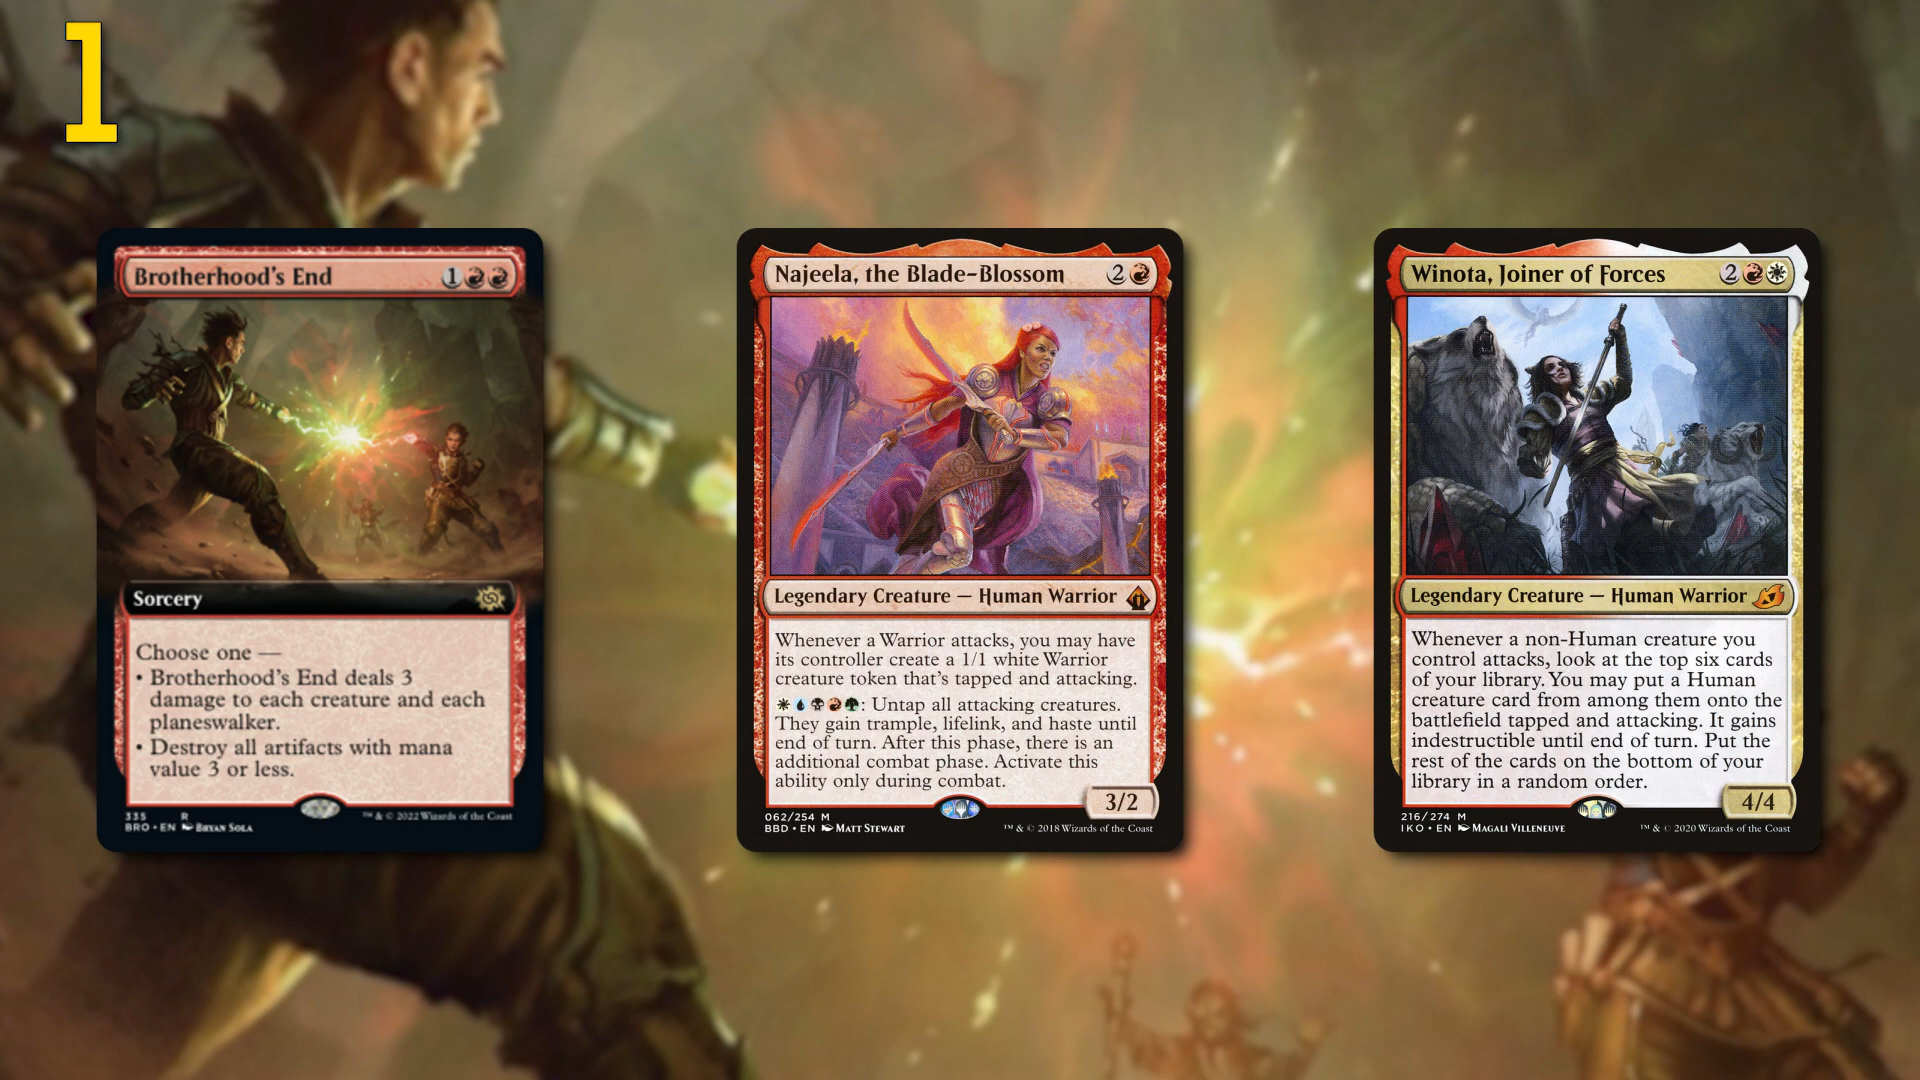 1
Brotherhood's End 1
Sorcery
Choose one —
• Brotherhood's End deals 3
damage to each creature and each
planeswalker.
• Destroy all artifacts with mana
value 3 or less.
335 R
BRO • EN Bryan Sola
™ & © 2022 Wizards of the Coast
Najeela, the Blade-Blossom 2
Legendary Creature — Human Warrior
Whenever a Warrior attacks, you may have
its controller create a 1/1 white Warrior
creature token that's tapped and attacking.
: Untap all attacking creatures.
They gain trample, lifelink, and haste until
end of turn. After this phase, there is an
additional combat phase. Activate this
ability only during combat.
3/2
062/254 M
BBD • EN Matt Stewart
™ & © 2018 Wizards of the Coast
Winota, Joiner of Forces 2
Legendary Creature — Human Warrior
Whenever a non-Human creature you
control attacks, look at the top six cards
of your library. You may put a Human
creature card from among them onto the
battlefield tapped and attacking. It gains
indestructible until end of turn. Put the
rest of the cards on the bottom of your
library in a random order.
4/4
216/274 M
IKO • EN Magali Villeneuve
™ & © 2020 Wizards of the Coast